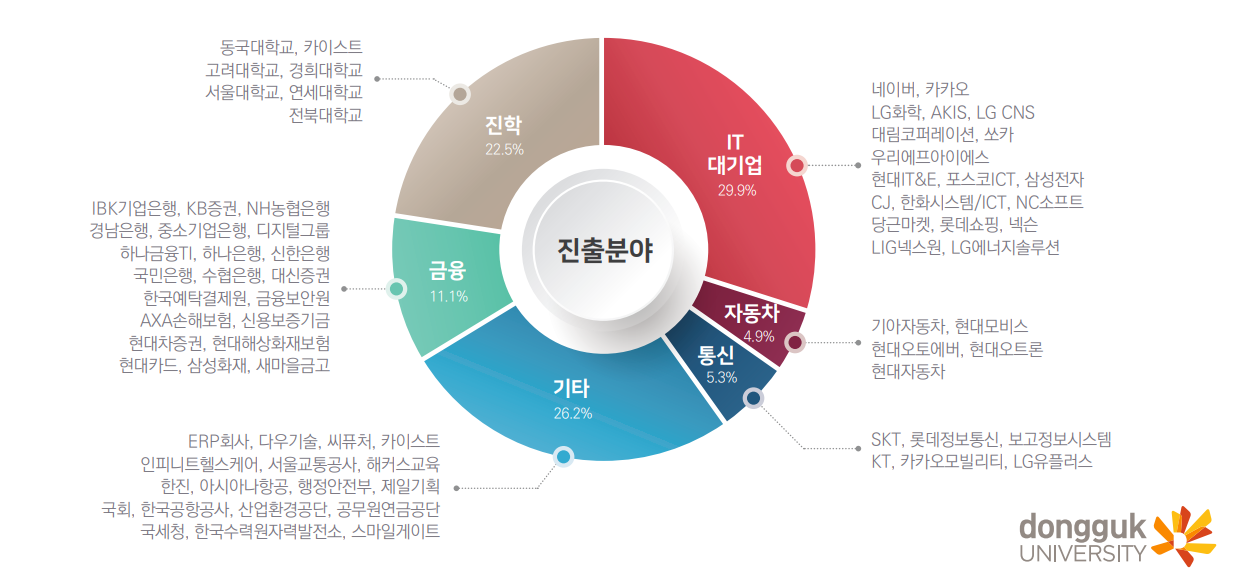 동국대학교, 카이스트
고려대학교, 경희대학교
서울대학교, 연세대학교
전북대학교
진학
22.5%
IT
대기업
29.9%
네이버, 카카오
LG화학, AKIS, LG CNS
대림코퍼레이션, 쏘카
우리에프아이에스
현대IT&E, 포스코ICT, 삼성전자
CJ, 한화시스템/ICT, NC소프트
당근마켓, 롯데쇼핑, 넥슨
LIG넥스원, LG에너지솔루션
IBK기업은행, KB증권, NH농협은행
경남은행, 중소기업은행, 디지털그룹
하나금융TI, 하나은행, 신한은행
국민은행, 수협은행, 대신증권
한국예탁결제원, 금융보안원
AXA손해보험, 신용보증기금
현대차증권, 현대해상화재보험
현대카드, 삼성화재, 새마을금고
금융
11.1%
진출분야
자동차
4.9%
기아자동차, 현대모비스
현대오토에버, 현대오트론
현대자동차
통신
5.3%
SKT, 롯데정보통신, 보고정보시스템
KT, 카카오모빌리티, LG유플러스
기타
26.2%
ERP회사, 다우기술, 씨퓨처, 카이스트
인피니트헬스케어, 서울교통공사, 해커스교육
한진, 아시아나항공, 행정안전부, 제일기획
국회, 한국공항공사, 산업환경공단, 공무원연금공단
국세청, 한국수력원자력발전소, 스마일게이트
dongguk
UNIVERSITY